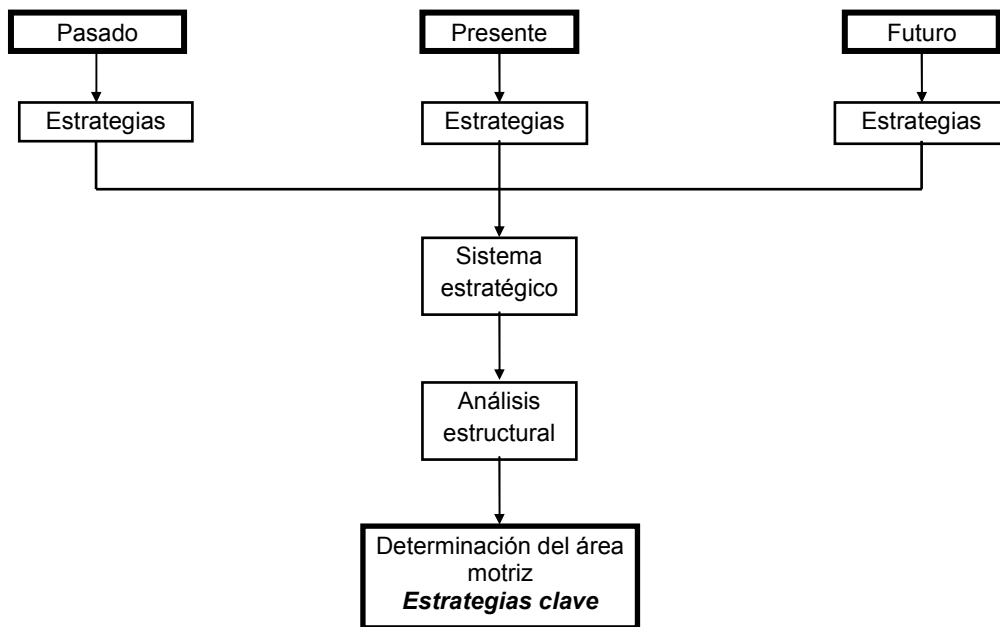 Pasado
Presente
Futuro
Estrategias
Estrategias
Estrategias
Sistema
estratégico
Análisis
estructural
Determinación del área
motriz
Estrategias clave